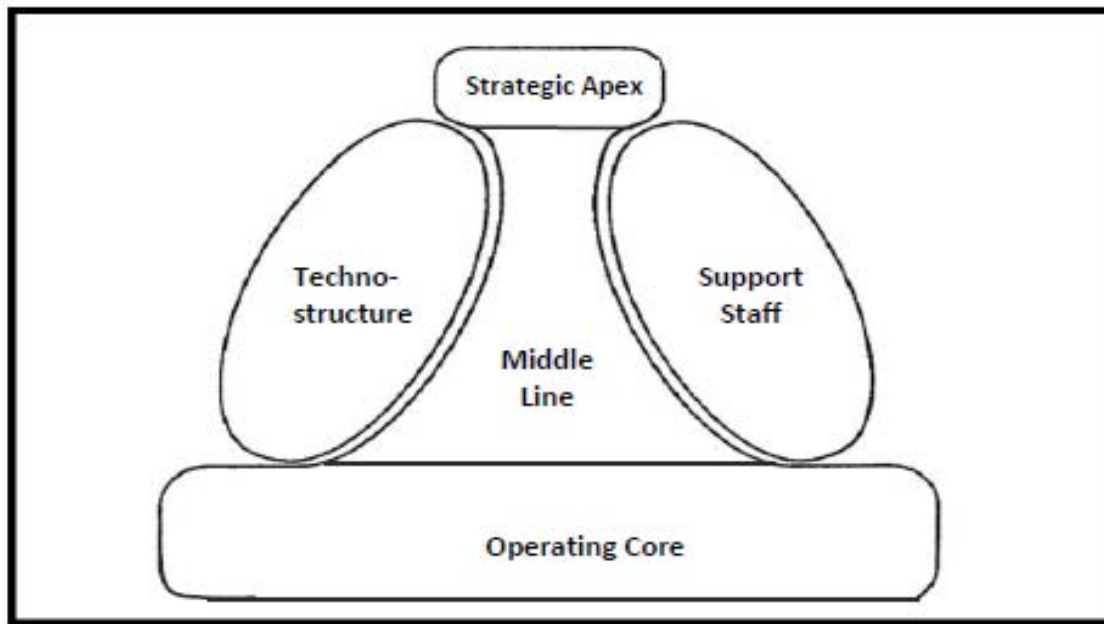 Strategic Apex
Techno-
structure
Support
Staff
Middle
Line
Operating Core